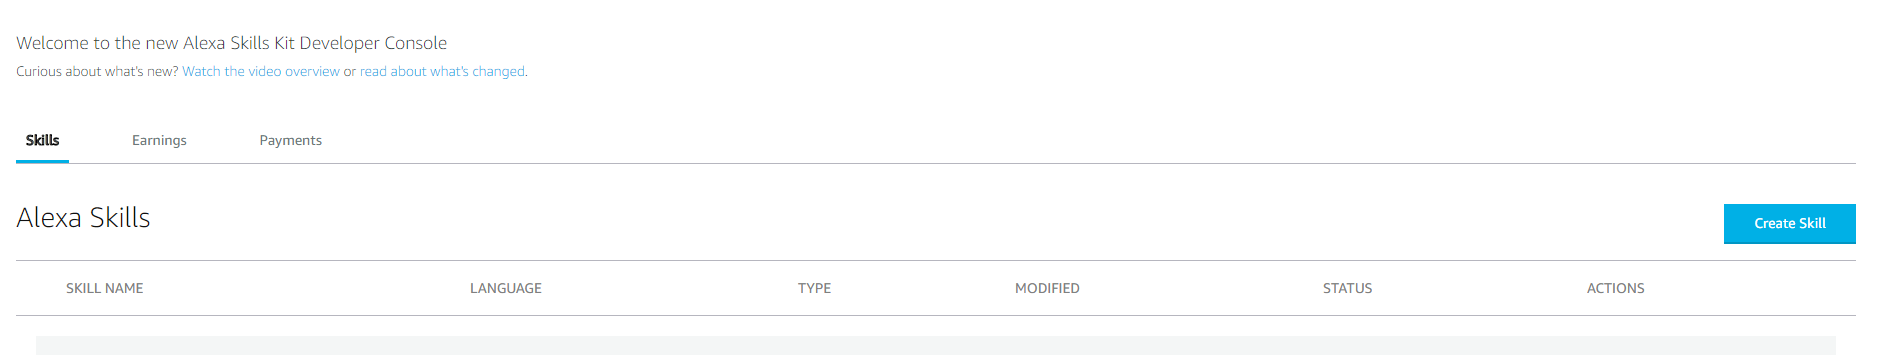 Welcome to the new Alexa Skills Kit Developer Console
Curious about what's new? Watch the video overview or read about what's changed.
Skills Earnings Payments
Alexa Skills
Create Skill
SKILL NAME LANGUAGE TYPE MODIFIED STATUS ACTIONS